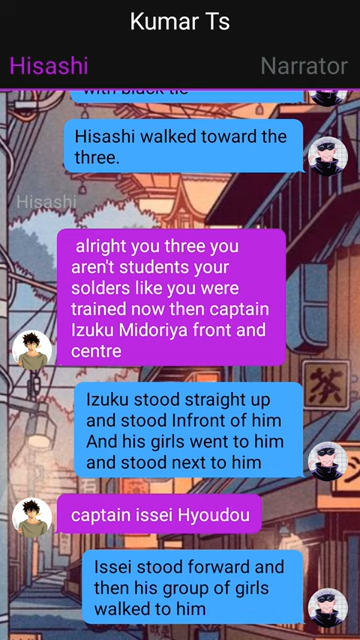 Kumar Ts
Hisashi
Narrator
with black tie
Hisashi walked toward the
three.
Hisashi
alright you three you
aren't students your
solders like you were
trained now then captain
Izuku Midoriya front and
centre
Izuku stood straight up
and stood Infront of him
And his girls went to him
and stood next to him
captain issei Hyoudou
Issei stood forward and
then his group of girls
walked to him